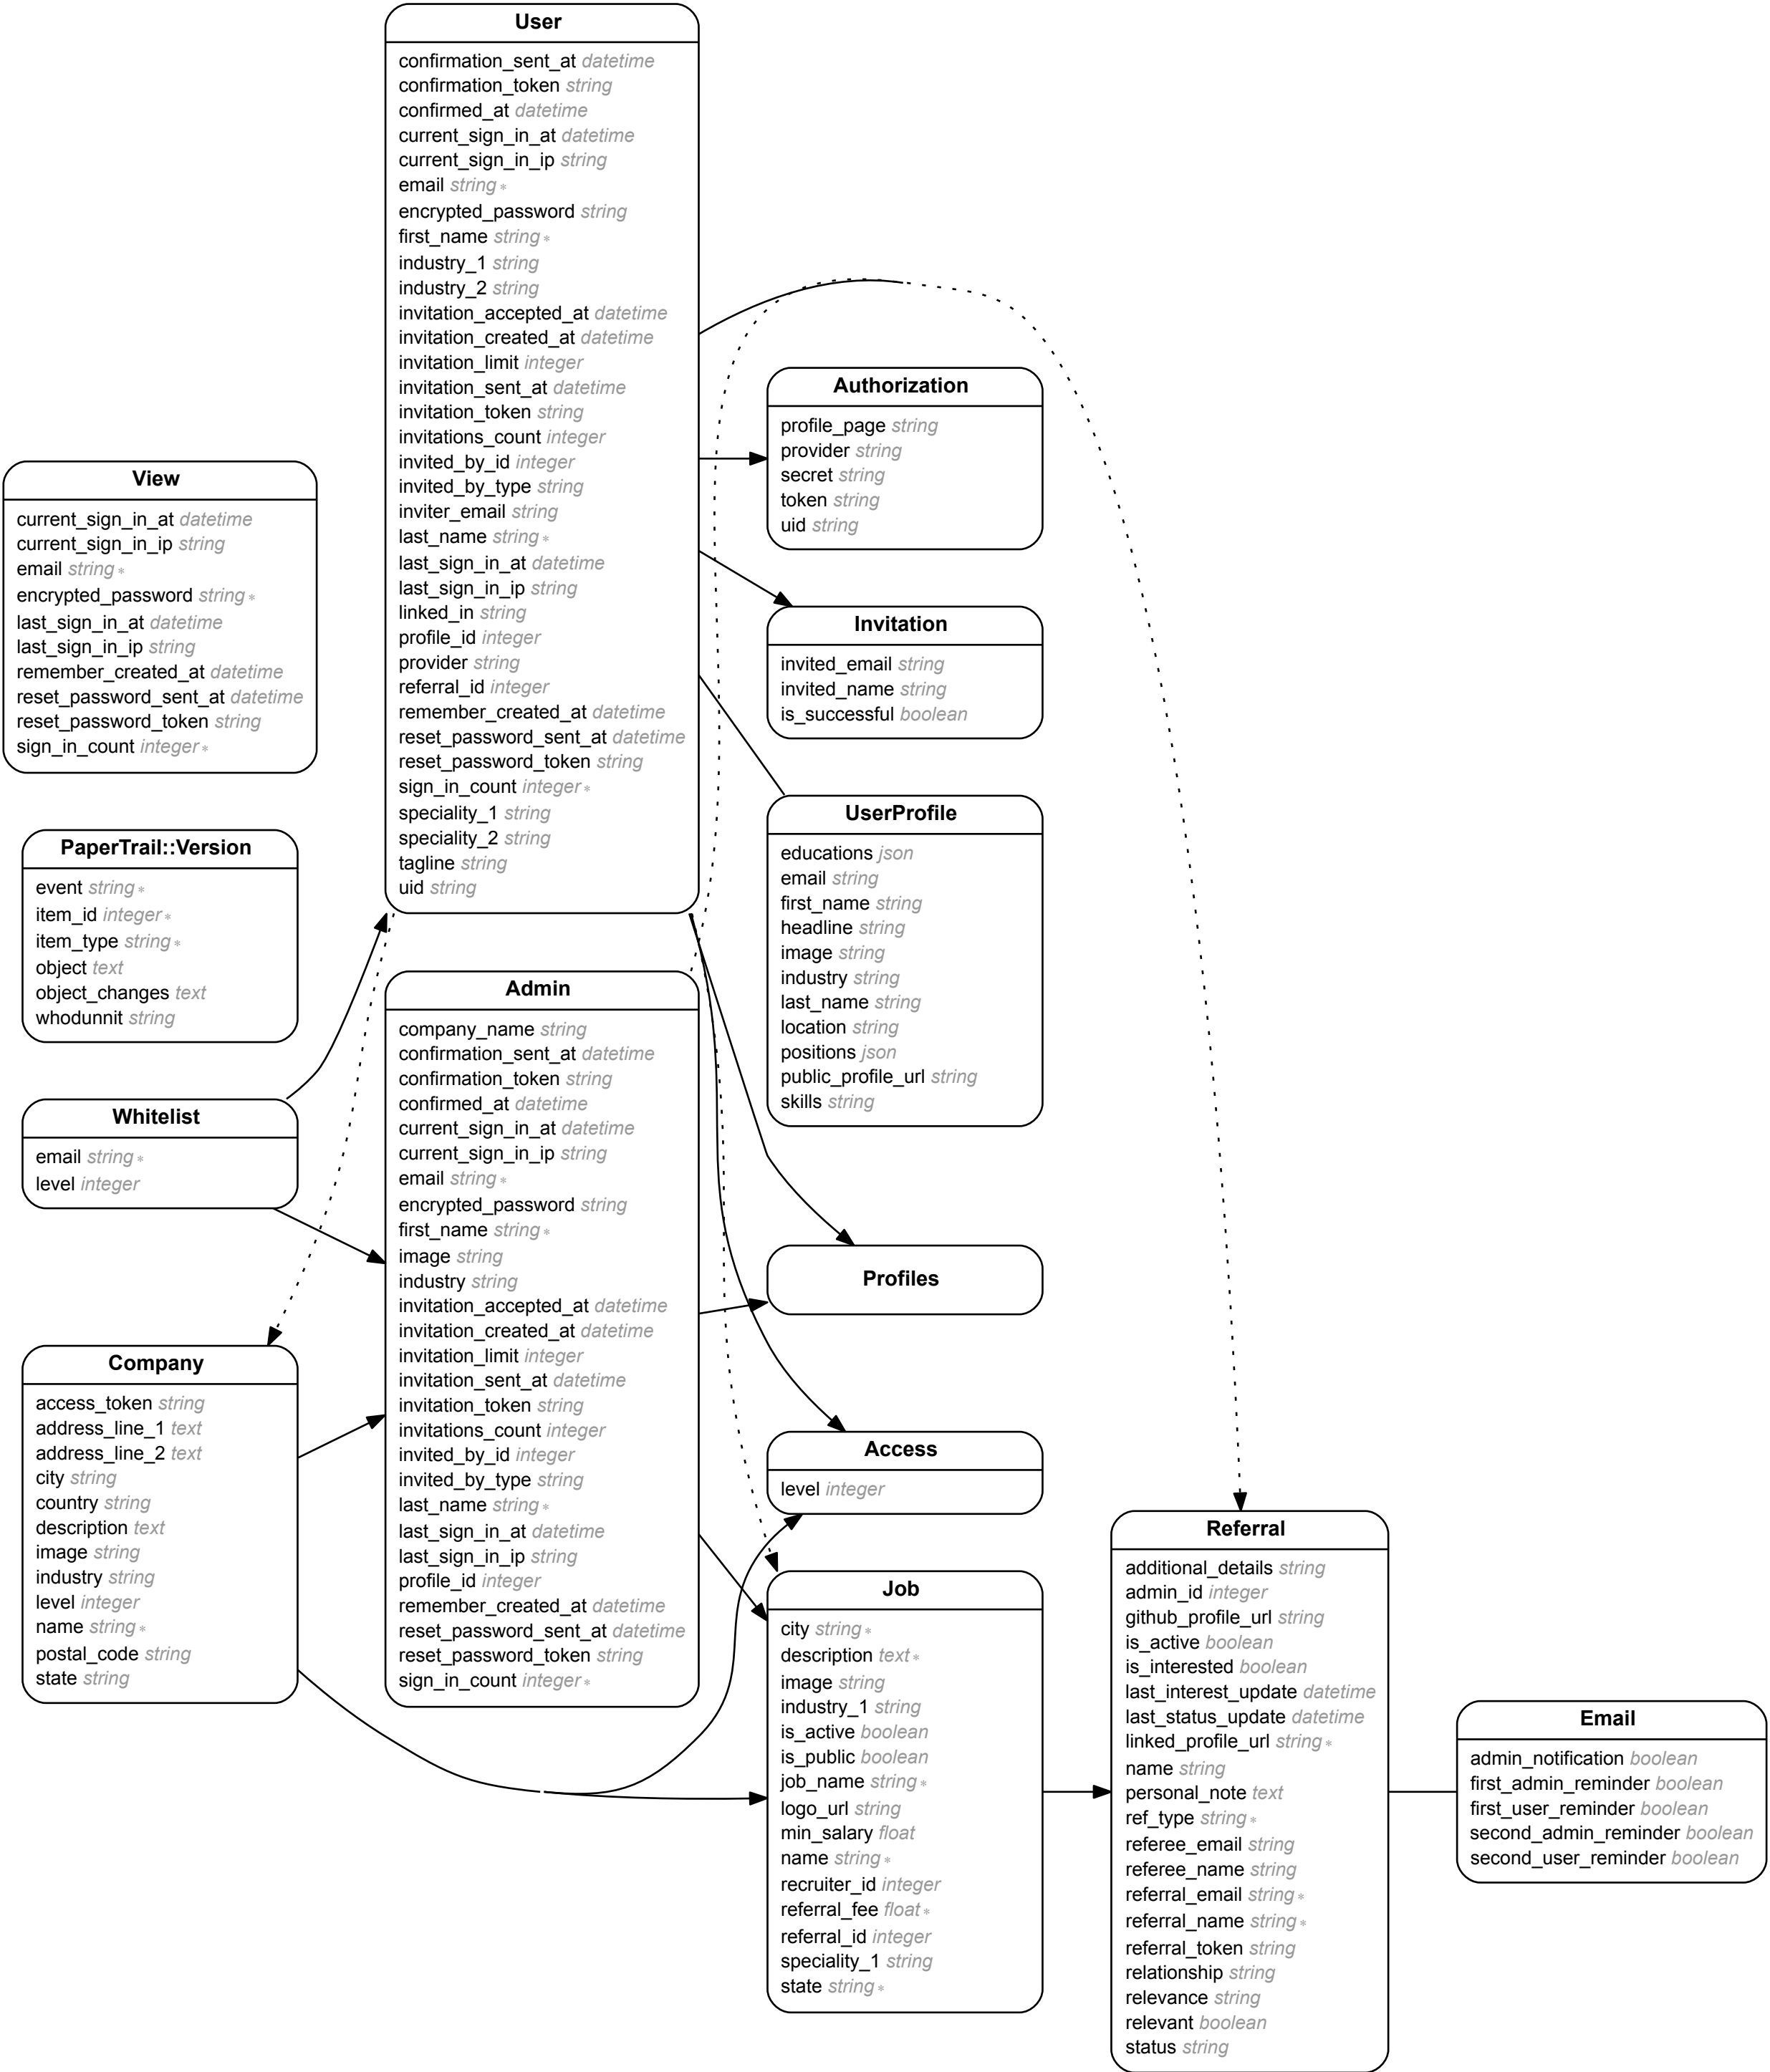 User
confirmation_sent_at datetime
confirmation_token string
confirmed_at datetime
current_sign_in_at datetime
current_sign_in_ip string
email string *
encrypted_password string
first_name string *
industry_1 string
industry_2 string
invitation_accepted_at datetime
invitation_created_at datetime
invitation_limit integer
invitation_sent_at datetime
invitation_token string
invitations_count integer
invited_by_id integer
invited_by_type string
inviter_email string
last_name string *
last_sign_in_at datetime
last_sign_in_ip string
linked_in string
profile_id integer
provider string
referral_id integer
remember_created_at datetime
reset_password_sent_at datetime
reset_password_token string
sign_in_count integer *
speciality_1 string
speciality_2 string
tagline string
uid string
Authorization
profile_page string
provider string
secret string
token string
uid string
View
current_sign_in_at datetime
current_sign_in_ip string
email string *
encrypted_password string *
last_sign_in_at datetime
last_sign_in_ip string
remember_created_at datetime
reset_password_sent_at datetime
reset_password_token string
sign_in_count integer *
Invitation
invited_email string
invited_name string
is_successful boolean
UserProfile
educations json
email string
first_name string
headline string
image string
industry string
last_name string
location string
positions json
public_profile_url string
skills string
PaperTrail::Version
event string *
item_id integer *
item_type string *
object text
object_changes text
whodunnit string
Admin
company_name string
confirmation_sent_at datetime
confirmation_token string
confirmed_at datetime
current_sign_in_at datetime
current_sign_in_ip string
email string *
encrypted_password string
first_name string *
image string
industry string
invitation_accepted_at datetime
invitation_created_at datetime
invitation_limit integer
invitation_sent_at datetime
invitation_token string
invitations_count integer
invited_by_id integer
invited_by_type string
last_name string *
last_sign_in_at datetime
last_sign_in_ip string
profile_id integer
remember_created_at datetime
reset_password_sent_at datetime
reset_password_token string
sign_in_count integer *
Whitelist
email string *
level integer
Profiles
Company
access_token string
address_line_1 text
address_line_2 text
city string
country string
description text
image string
industry string
level integer
name string *
postal_code string
state string
Access
level integer
Job
city string *
description text *
image string
industry_1 string
is_active boolean
is_public boolean
job_name string *
logo_url string
min_salary float
name string *
recruiter_id integer
referral_fee float *
referral_id integer
speciality_1 string
state string *
Referral
additional_details string
admin_id integer
github_profile_url string
is_active boolean
is_interested boolean
last_interest_update datetime
last_status_update datetime
linked_profile_url string *
name string
personal_note text
ref_type string *
referee_email string
referee_name string
referral_email string *
referral_name string *
referral_token string
relationship string
relevance string
relevant boolean
status string
Email
admin_notification boolean
first_admin_reminder boolean
first_user_reminder boolean
second_admin_reminder boolean
second_user_reminder boolean